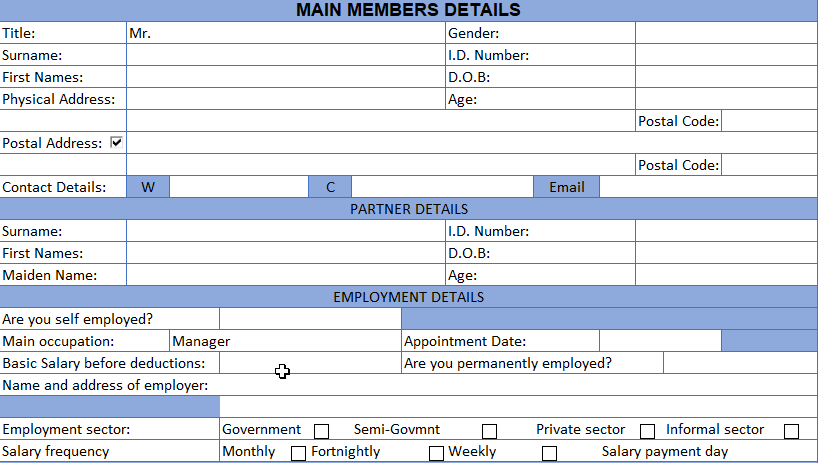 MAIN MEMBERS DETAILS
Title: Mr. Gender:
Surname: I.D. Number:
First Names: D.O.B:
Physical Address: Age:
Postal Code:
Postal Address:
Postal Code:
Contact Details: W C Email
PARTNER DETAILS
Surname: I.D. Number:
First Names: D.O.B:
Maiden Name: Age:
EMPLOYMENT DETAILS
Are you self employed?
Main occupation: Manager Appointment Date:
Basic Salary before deductions: Are you permanently employed?
Name and address of employer:
Employment sector: Government Semi-Govmnt Private sector Informal sector
Salary frequency Monthly Fortnightly Weekly Salary payment day